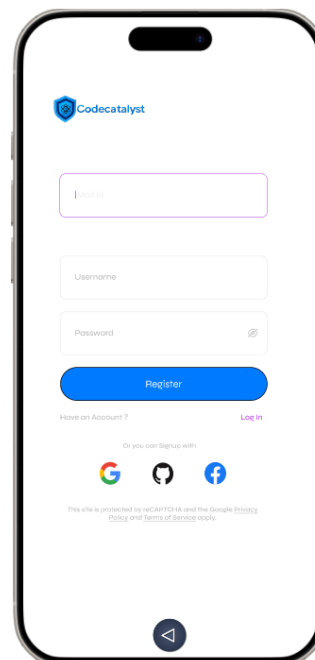 Codecatalyst
Username
Password
Register
Have an Account ?
Log In
Or you can Signup with
This site is protected by reCAPTCHA and the Google Privacy
Policy and Terms of Service apply.